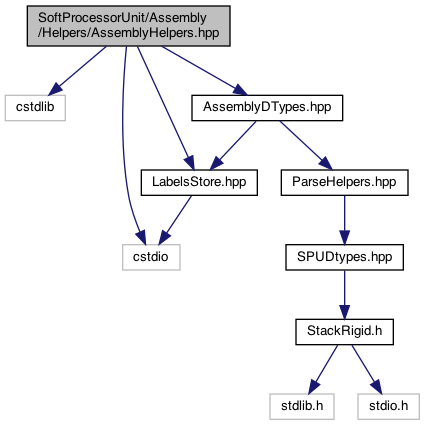 SoftProcessorUnit/Assembly
/Helpers/AssemblyHelpers.hpp
cstdlib
AssemblyDTypes.hpp
LabelsStore.hpp
ParseHelpers.hpp
cstdio
SPUDtypes.hpp
StackRigid.h
stdlib.h
stdio.h